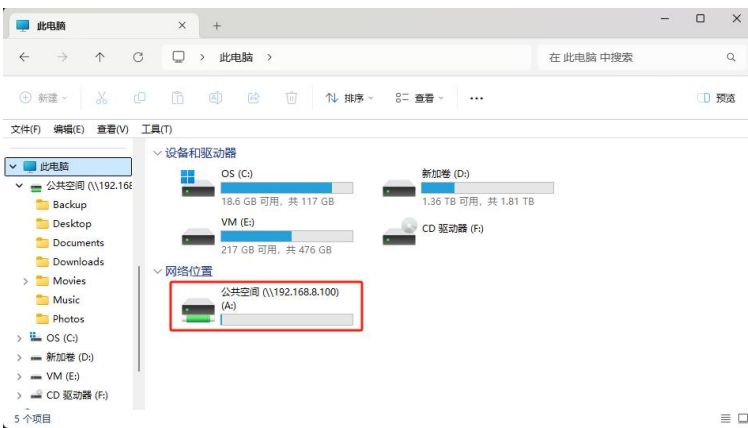 此电脑
此电脑
在 此电脑 中搜索
新建
排序
查看
预览
文件(F) 编辑(E) 查看(V) 工具(T)
此电脑
公共空间 (\\192.168
Backup
Desktop
Documents
Downloads
Movies
Music
Photos
OS (C:)
新加卷 (D:)
VM (E:)
CD 驱动器 (F:)
设备和驱动器
OS (C:)
18.6 GB 可用，共 117 GB
新加卷 (D:)
1.36 TB 可用，共 1.81 TB
VM (E:)
217 GB 可用，共 476 GB
CD 驱动器 (F:)
网络位置
公共空间 (\\192.168.8.100)
(A:)
5 个项目